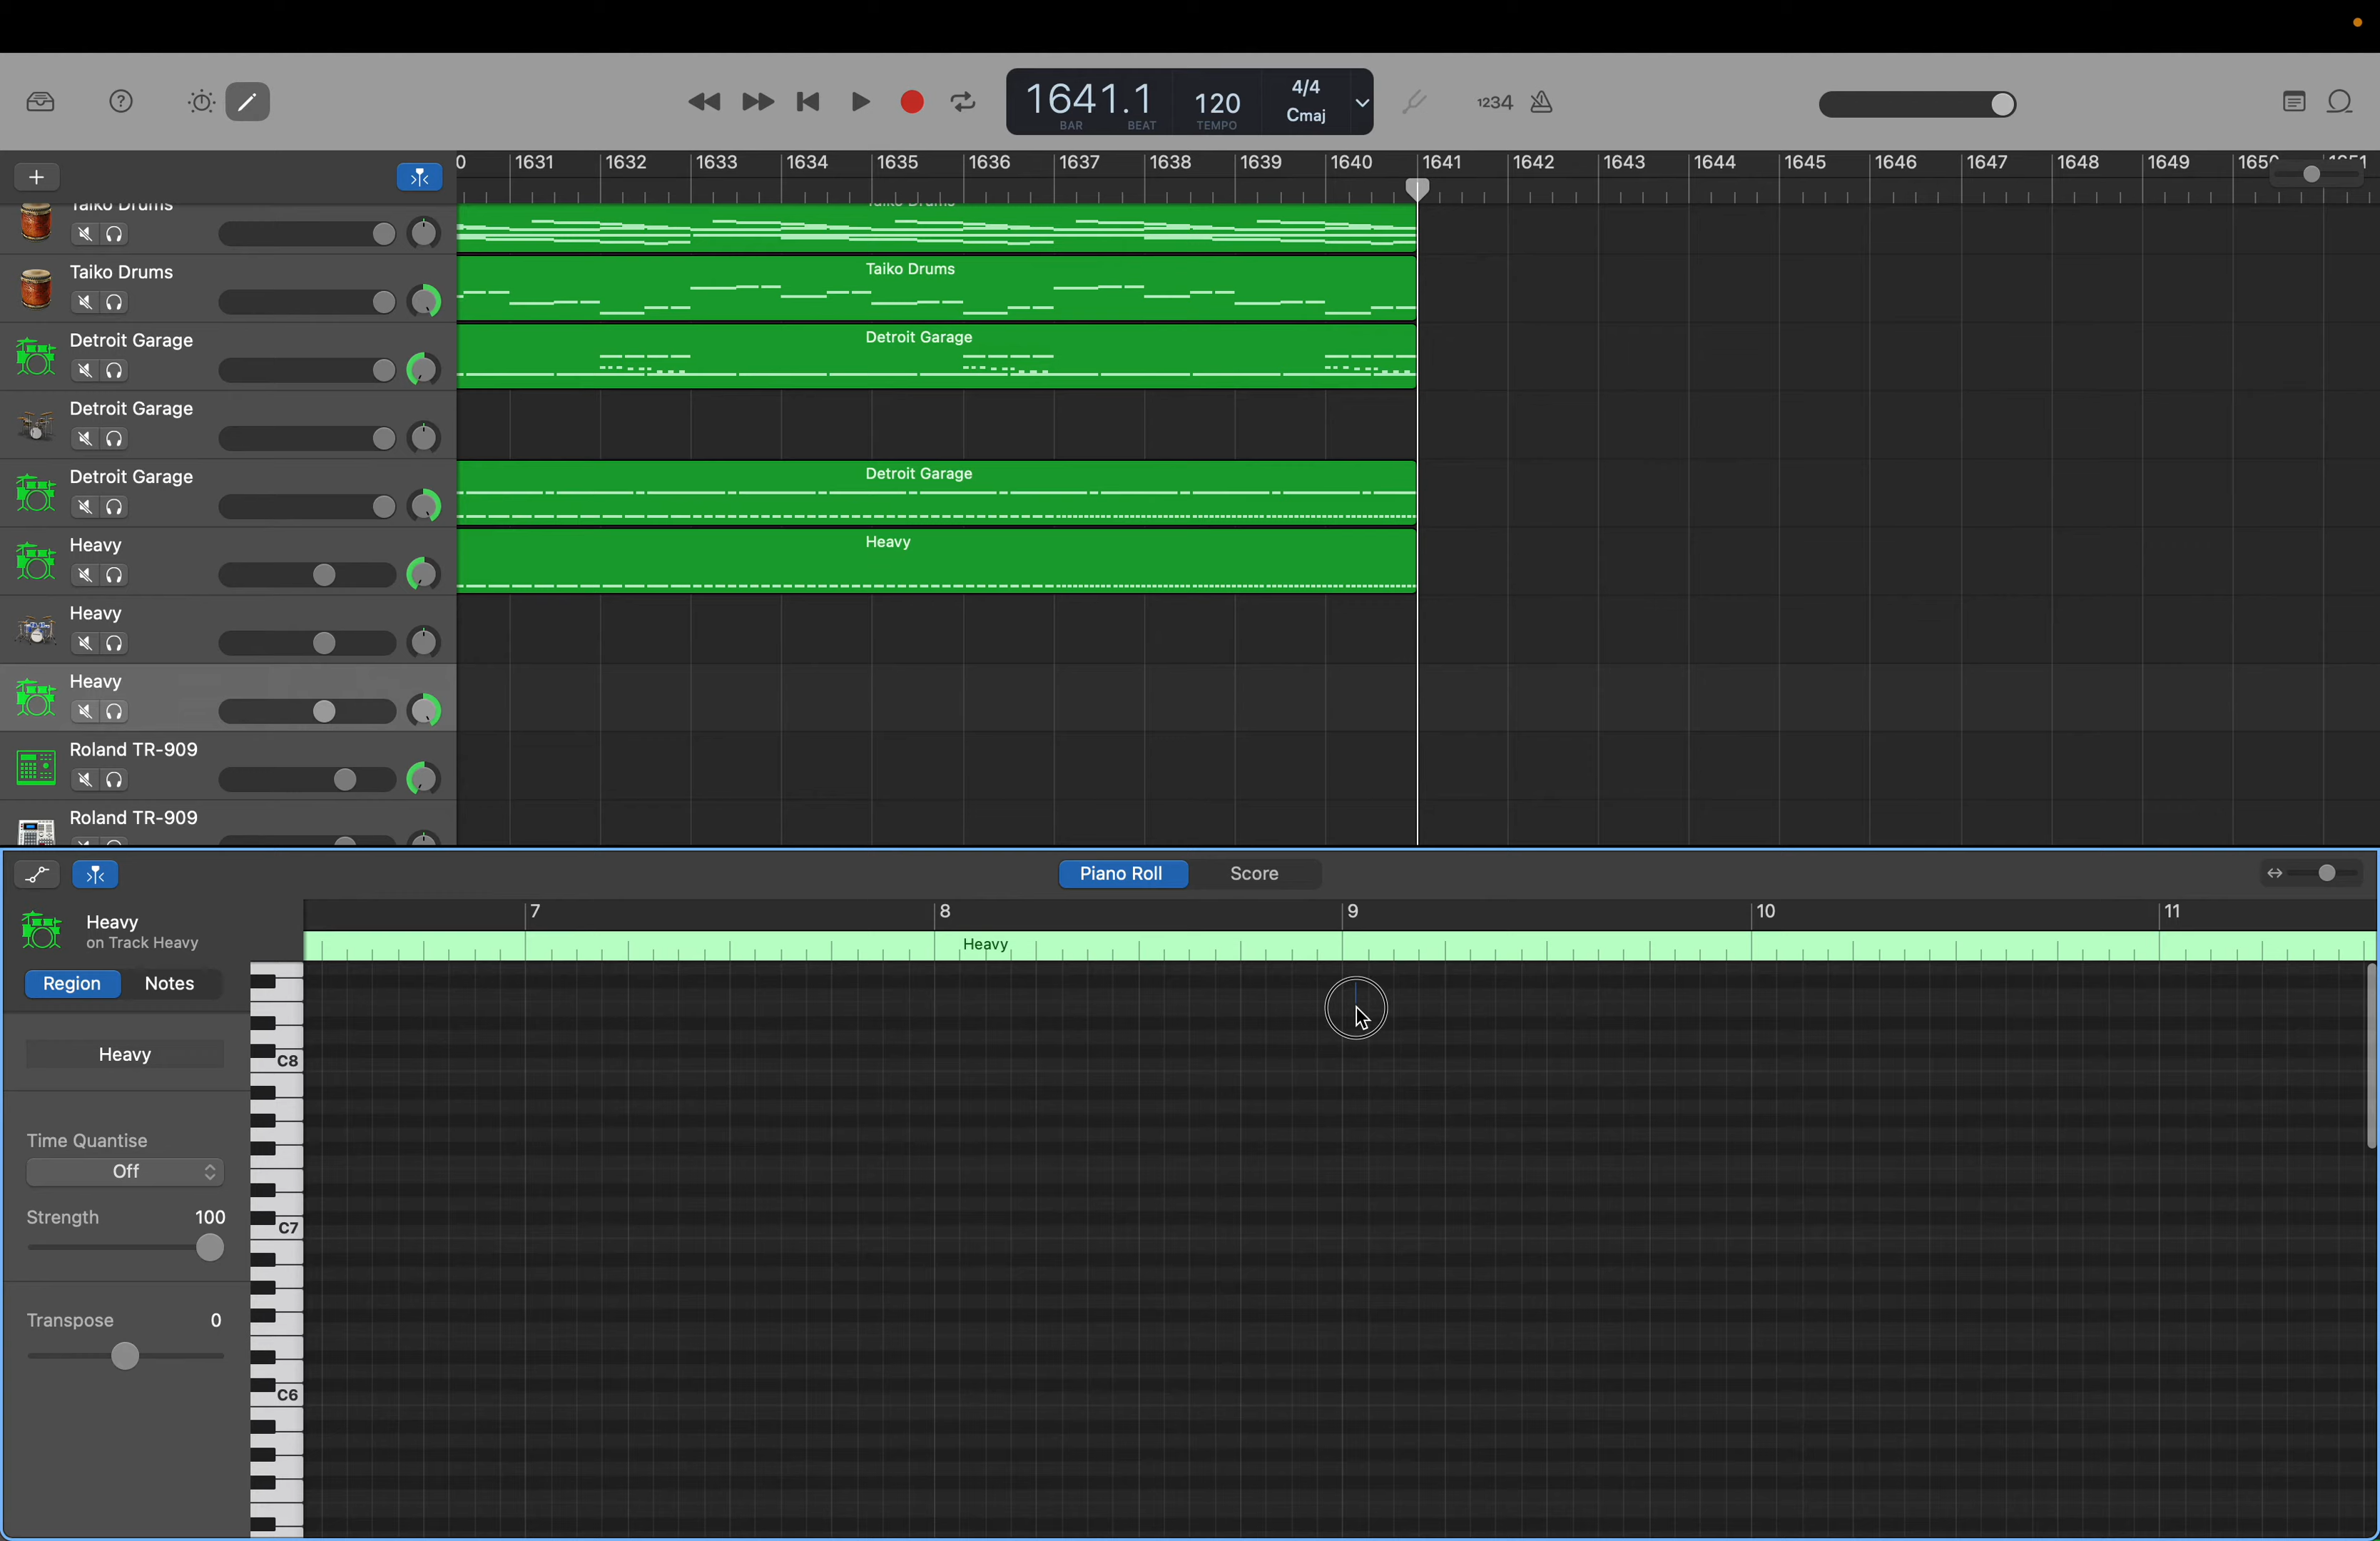 1641.1
BAR BEAT
120
TEMPO
4/4
Cmaj
1234
0 1631 1632 1633 1634 1635 1636 1637 1638 1639 1640 1641 1642 1643 1644 1645 1646 1647 1648 1649
Taiko Drums
Taiko Drums
Taiko Drums
Taiko Drums
Detroit Garage
Detroit Garage
Detroit Garage
Detroit Garage
Detroit Garage
Heavy
Heavy
Heavy
Heavy
Roland TR-909
Roland TR-909
Piano Roll Score
Heavy
on Track Heavy
7 8 9 10 11
Heavy
Region Notes
Heavy
Time Quantise
Off
Strength 100
Transpose 0
C8
C7
C6